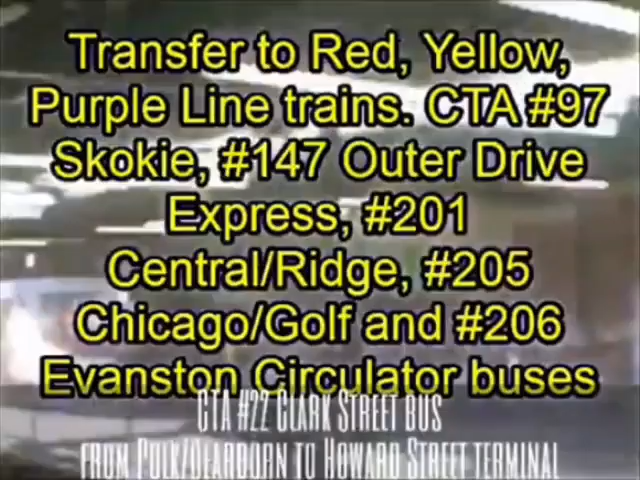 Transfer to Red, Yellow,
Purple Line trains. CTA #97
Skokie, #147 Outer Drive
Express, #201
Central/Ridge, #205
Chicago/Golf and #206
Evanston Circulator buses
CTA #22 Clark Street bus
from Polk/Dearborn to Howard Street terminal